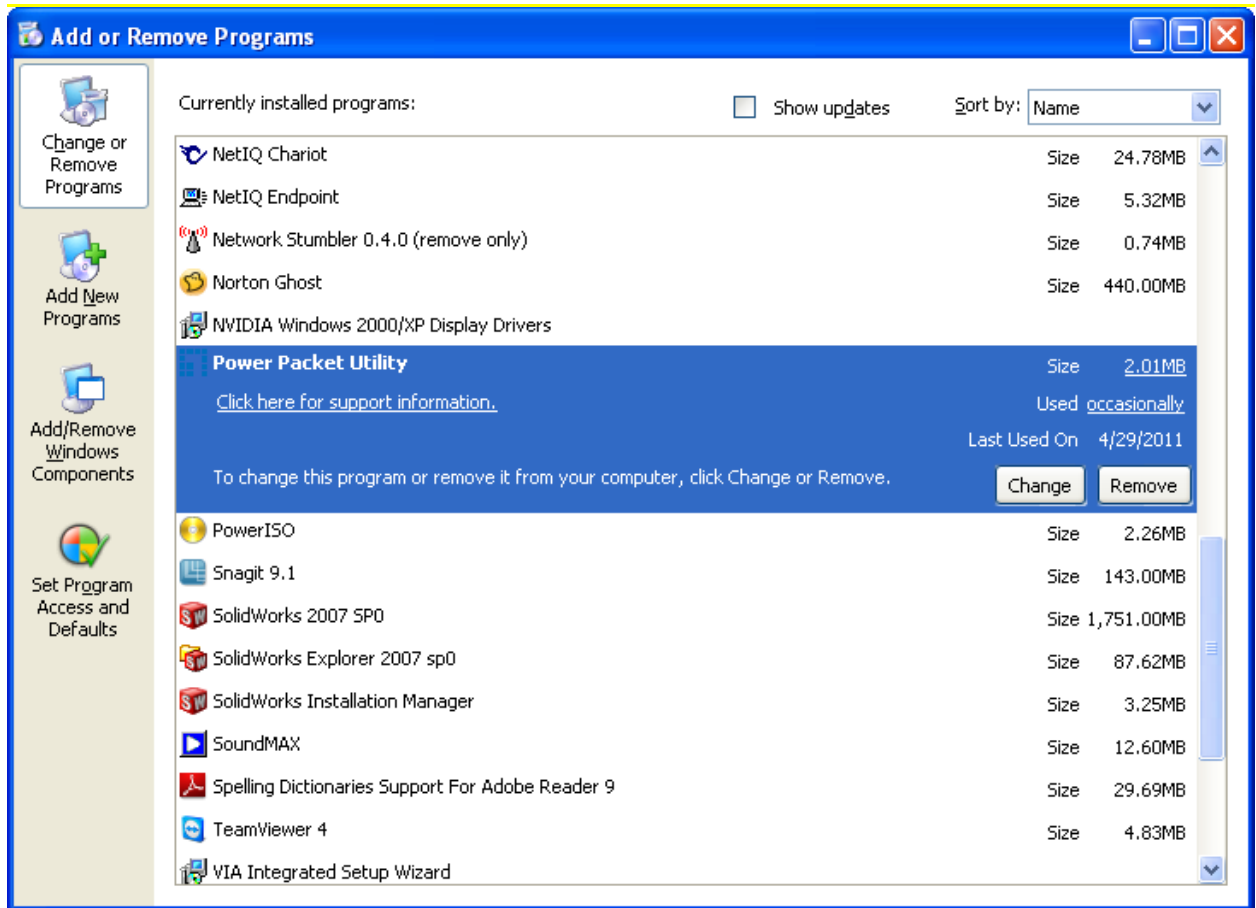 Add or Remove Programs
Change or
Remove
Programs
Add New
Programs
Add/Remove
Windows
Components
Set Program
Access and
Defaults
Currently installed programs:
Show updates
Sort by: Name
NetIQ Chariot Size 24.78MB
NetIQ Endpoint Size 5.32MB
Network Stumbler 0.4.0 (remove only) Size 0.74MB
Norton Ghost Size 440.00MB
NVIDIA Windows 2000/XP Display Drivers
Power Packet Utility Size 2.01MB
Click here for support information. Used occasionally
Last Used On 4/29/2011
To change this program or remove it from your computer, click Change or Remove. Change Remove
PowerISO Size 2.26MB
Snagit 9.1 Size 143.00MB
SolidWorks 2007 SP0 Size 1,751.00MB
SolidWorks Explorer 2007 sp0 Size 87.62MB
SolidWorks Installation Manager Size 3.25MB
SoundMAX Size 12.60MB
Spelling Dictionaries Support For Adobe Reader 9 Size 29.69MB
TeamViewer 4 Size 4.83MB
VIA Integrated Setup Wizard